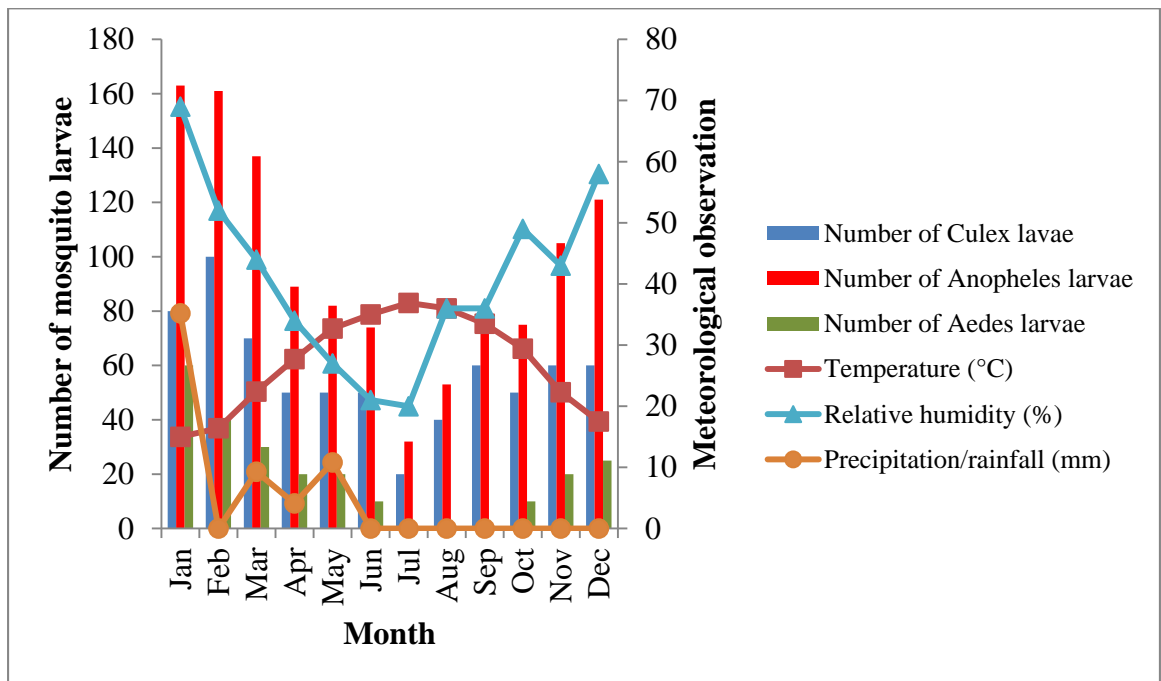 Number of mosquito larvae
180
160
140
120
100
80
60
40
20
0
80
70
60
50
40
30
20
10
0
Meteorological observation
Jan
Feb
Mar
Apr
May
Jun
Jul
Aug
Sep
Oct
Nov
Dec
Month
Number of Culex lavae
Number of Anopheles larvae
Number of Aedes larvae
Temperature (°C)
Relative humidity (%)
Precipitation/rainfall (mm)